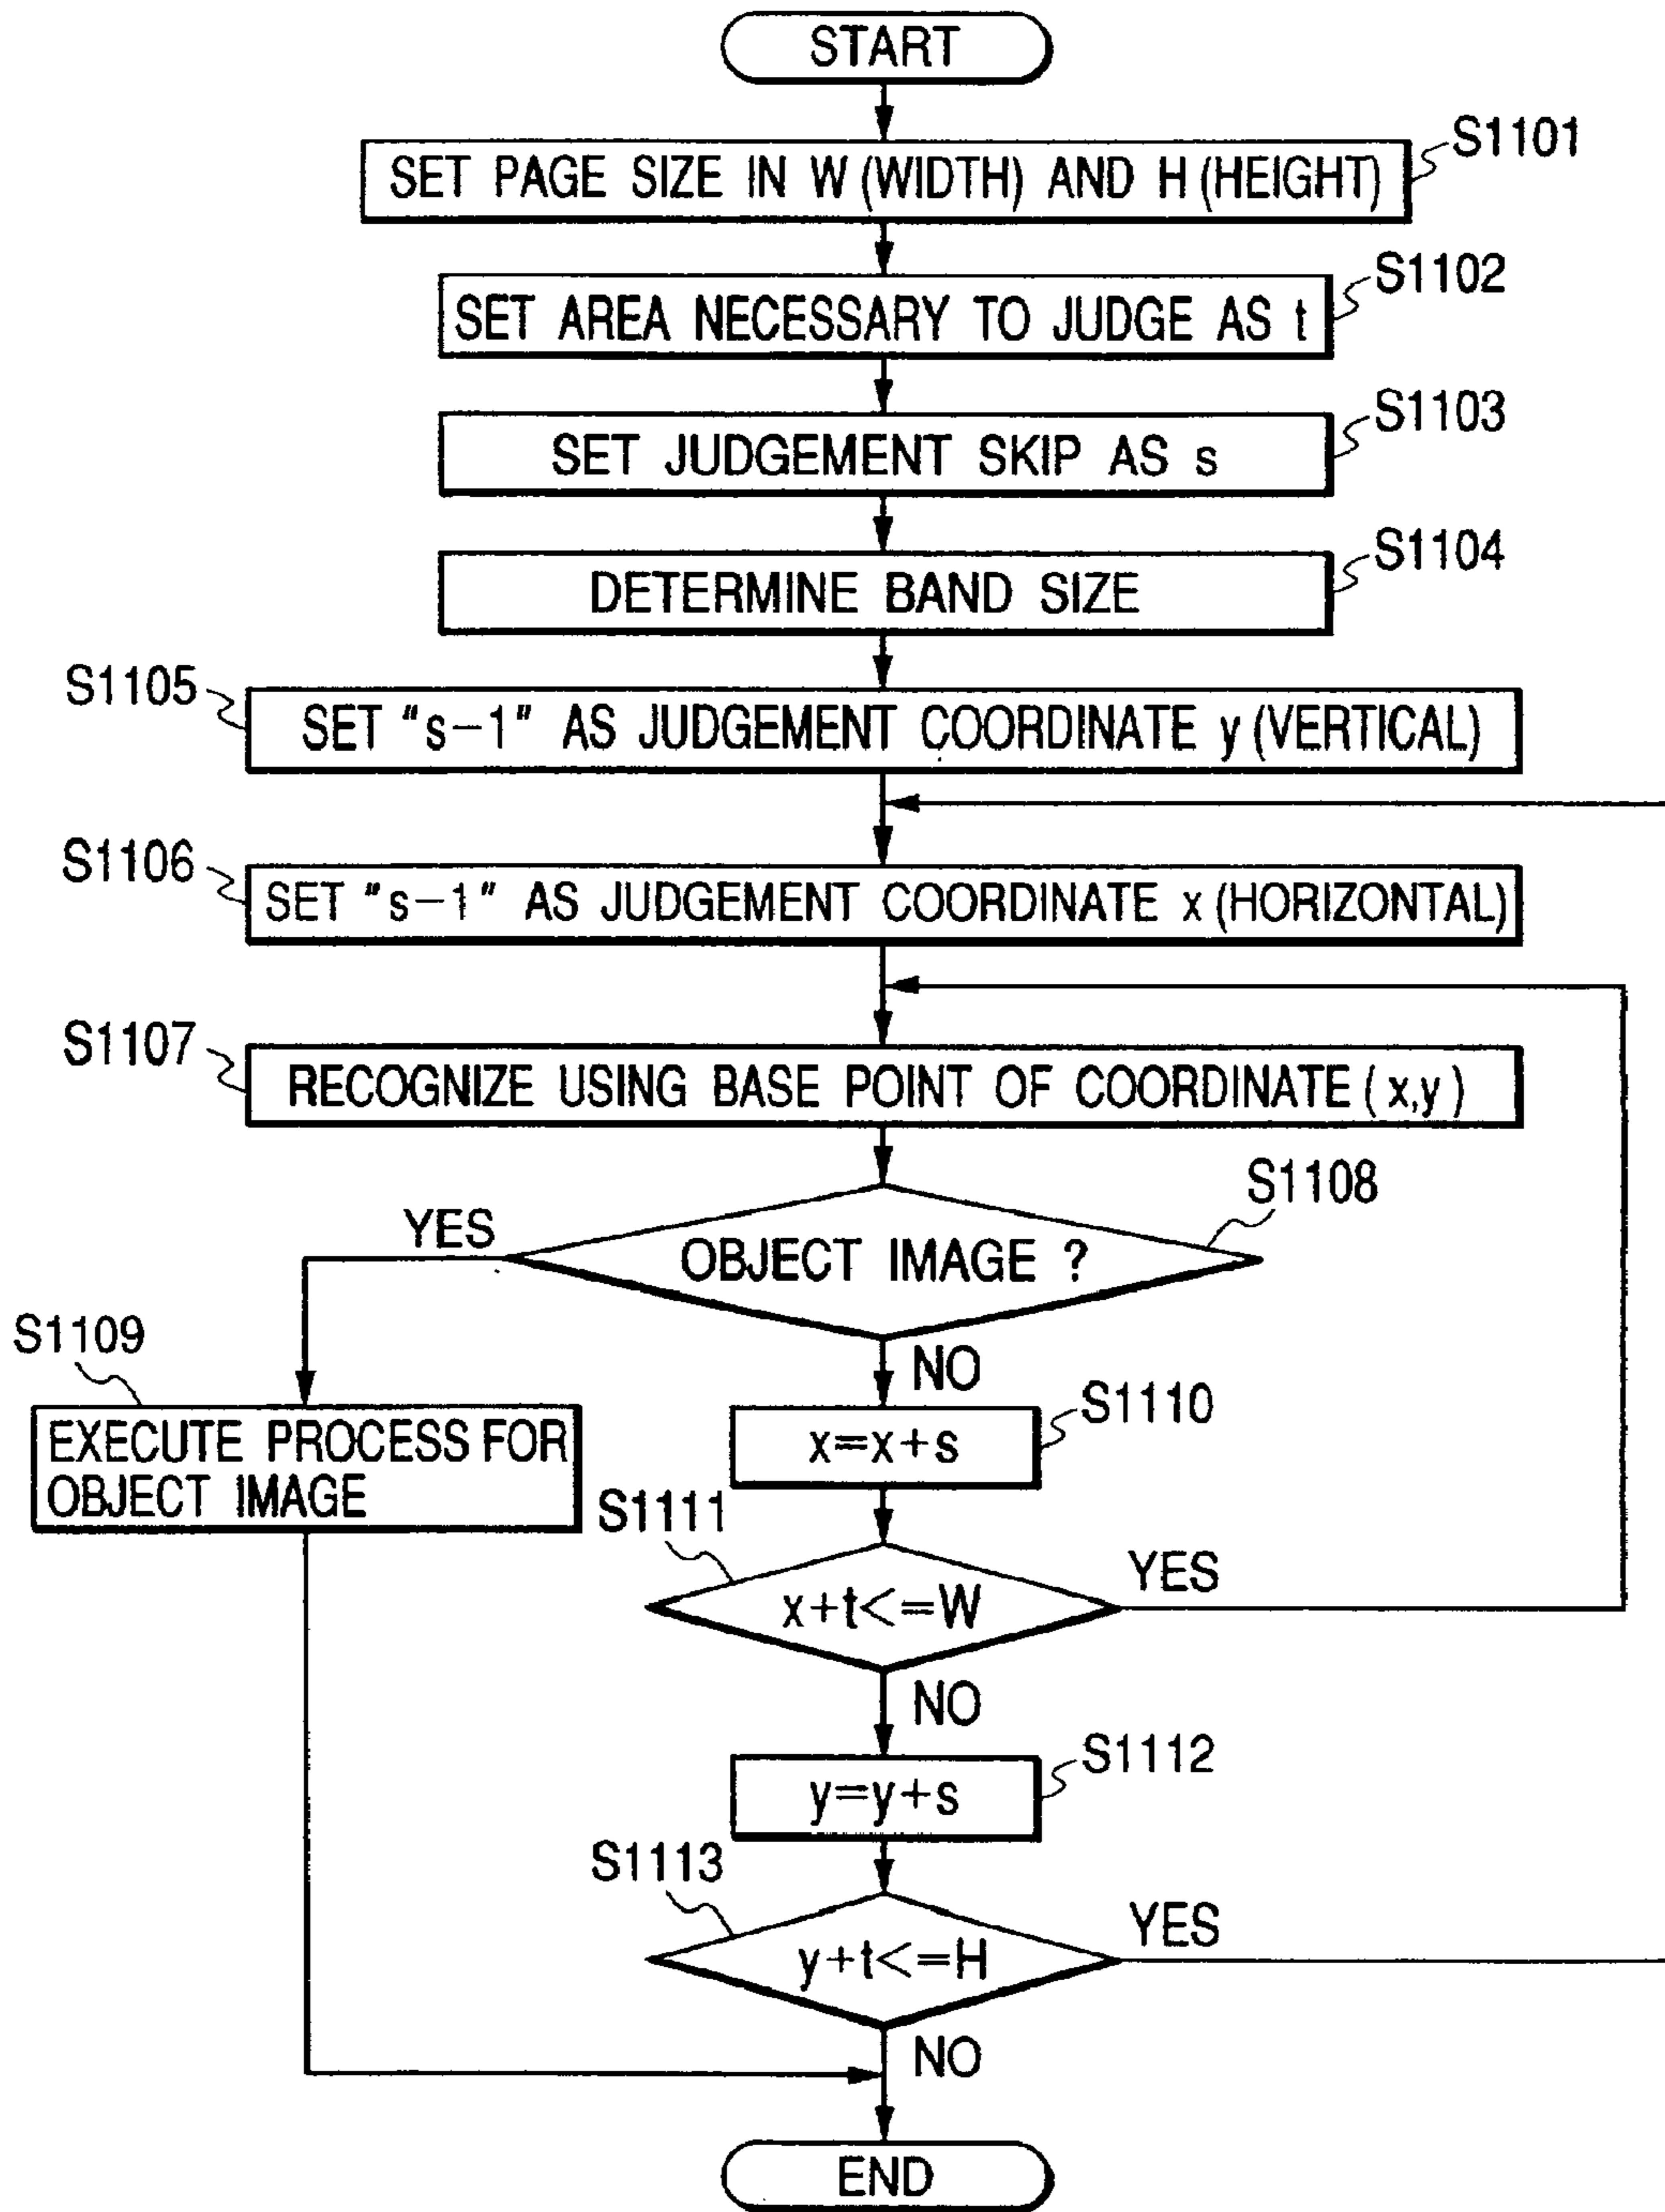 START
S1101
SET PAGE SIZE IN W (WIDTH) AND H (HEIGHT)
S1102
SET AREA NECESSARY TO JUDGE AS t
S1103
SET JUDGEMENT SKIP AS s
S1104
DETERMINE BAND SIZE
S1105
SET "s-1" AS JUDGEMENT COORDINATE y (VERTICAL)
S1106
SET "s-1" AS JUDGEMENT COORDINATE x (HORIZONTAL)
S1107
RECOGNIZE USING BASE POINT OF COORDINATE (x,y)
S1108
YES
OBJECT IMAGE ?
S1109
NO
EXECUTE PROCESS FOR
OBJECT IMAGE
S1110
x=x+s
S1111
YES
x+t<=W
NO
S1112
y=y+s
S1113
YES
y+t<=H
NO
END